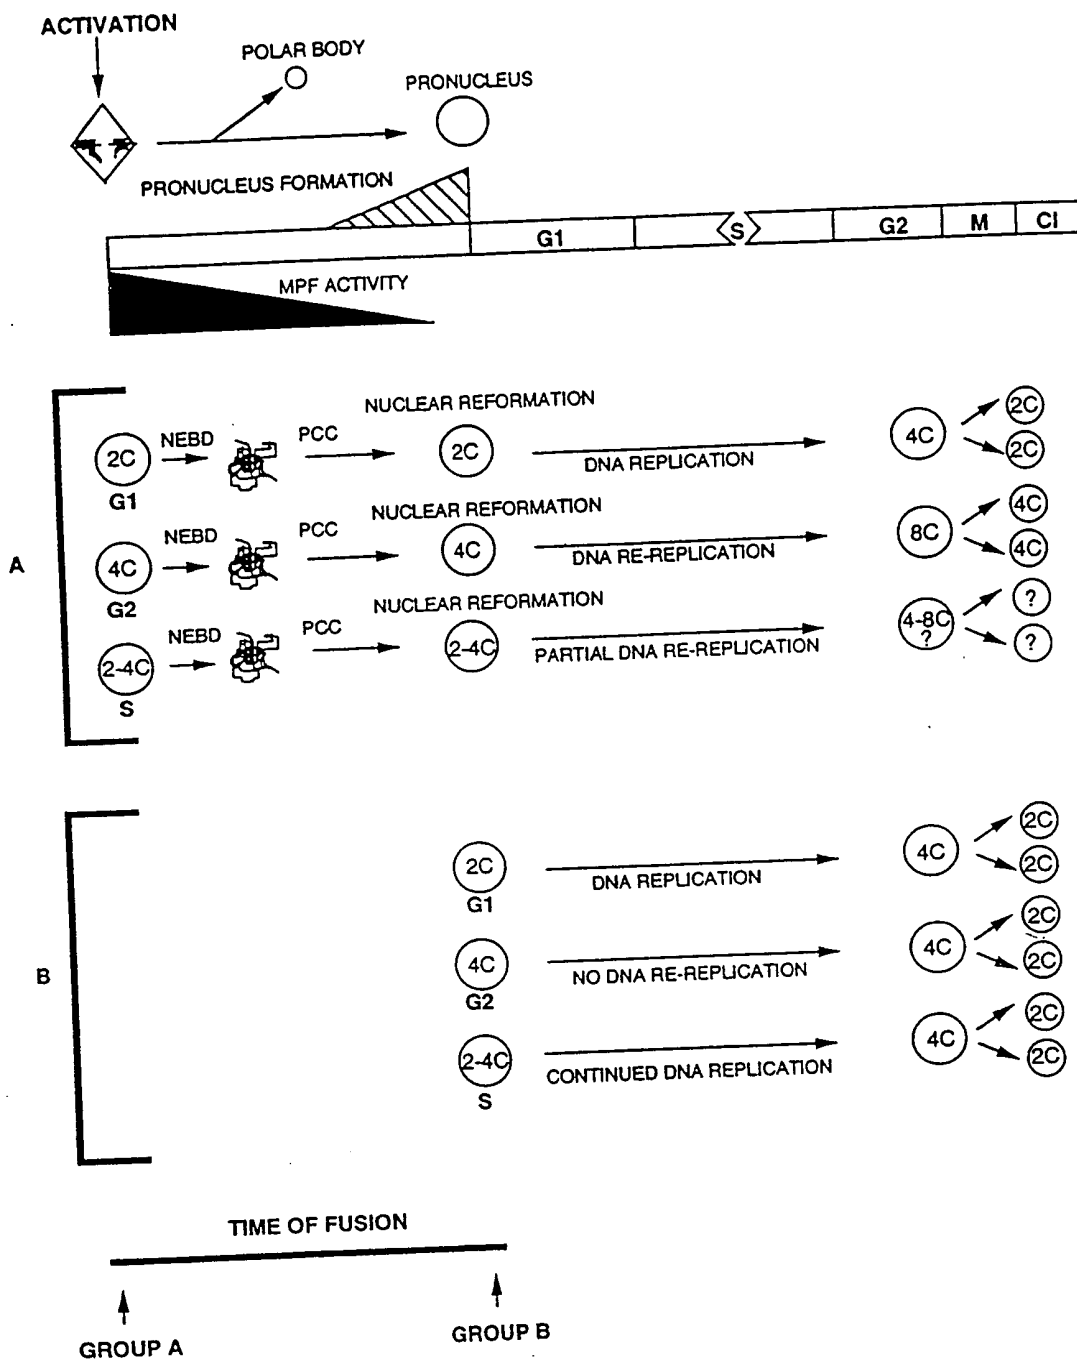 ACTIVATION
POLAR BODY
PRONUCLEUS
PRONUCLEUS FORMATION
G1 S G2 M CI
MPF ACTIVITY
A
NUCLEAR REFORMATION
2C NEBD PCC 2C DNA REPLICATION 4C 2C 2C
G1
NUCLEAR REFORMATION
4C NEBD PCC 4C DNA RE-REPLICATION 8C 4C 4C
G2
NUCLEAR REFORMATION
2-4C NEBD PCC 2-4C PARTIAL DNA RE-REPLICATION 4-8C ? ? ?
S
B
2C DNA REPLICATION 4C 2C 2C
G1
4C NO DNA RE-REPLICATION 4C 2C 2C
G2
2-4C CONTINUED DNA REPLICATION 4C 2C 2C
S
TIME OF FUSION
GROUP A
GROUP B